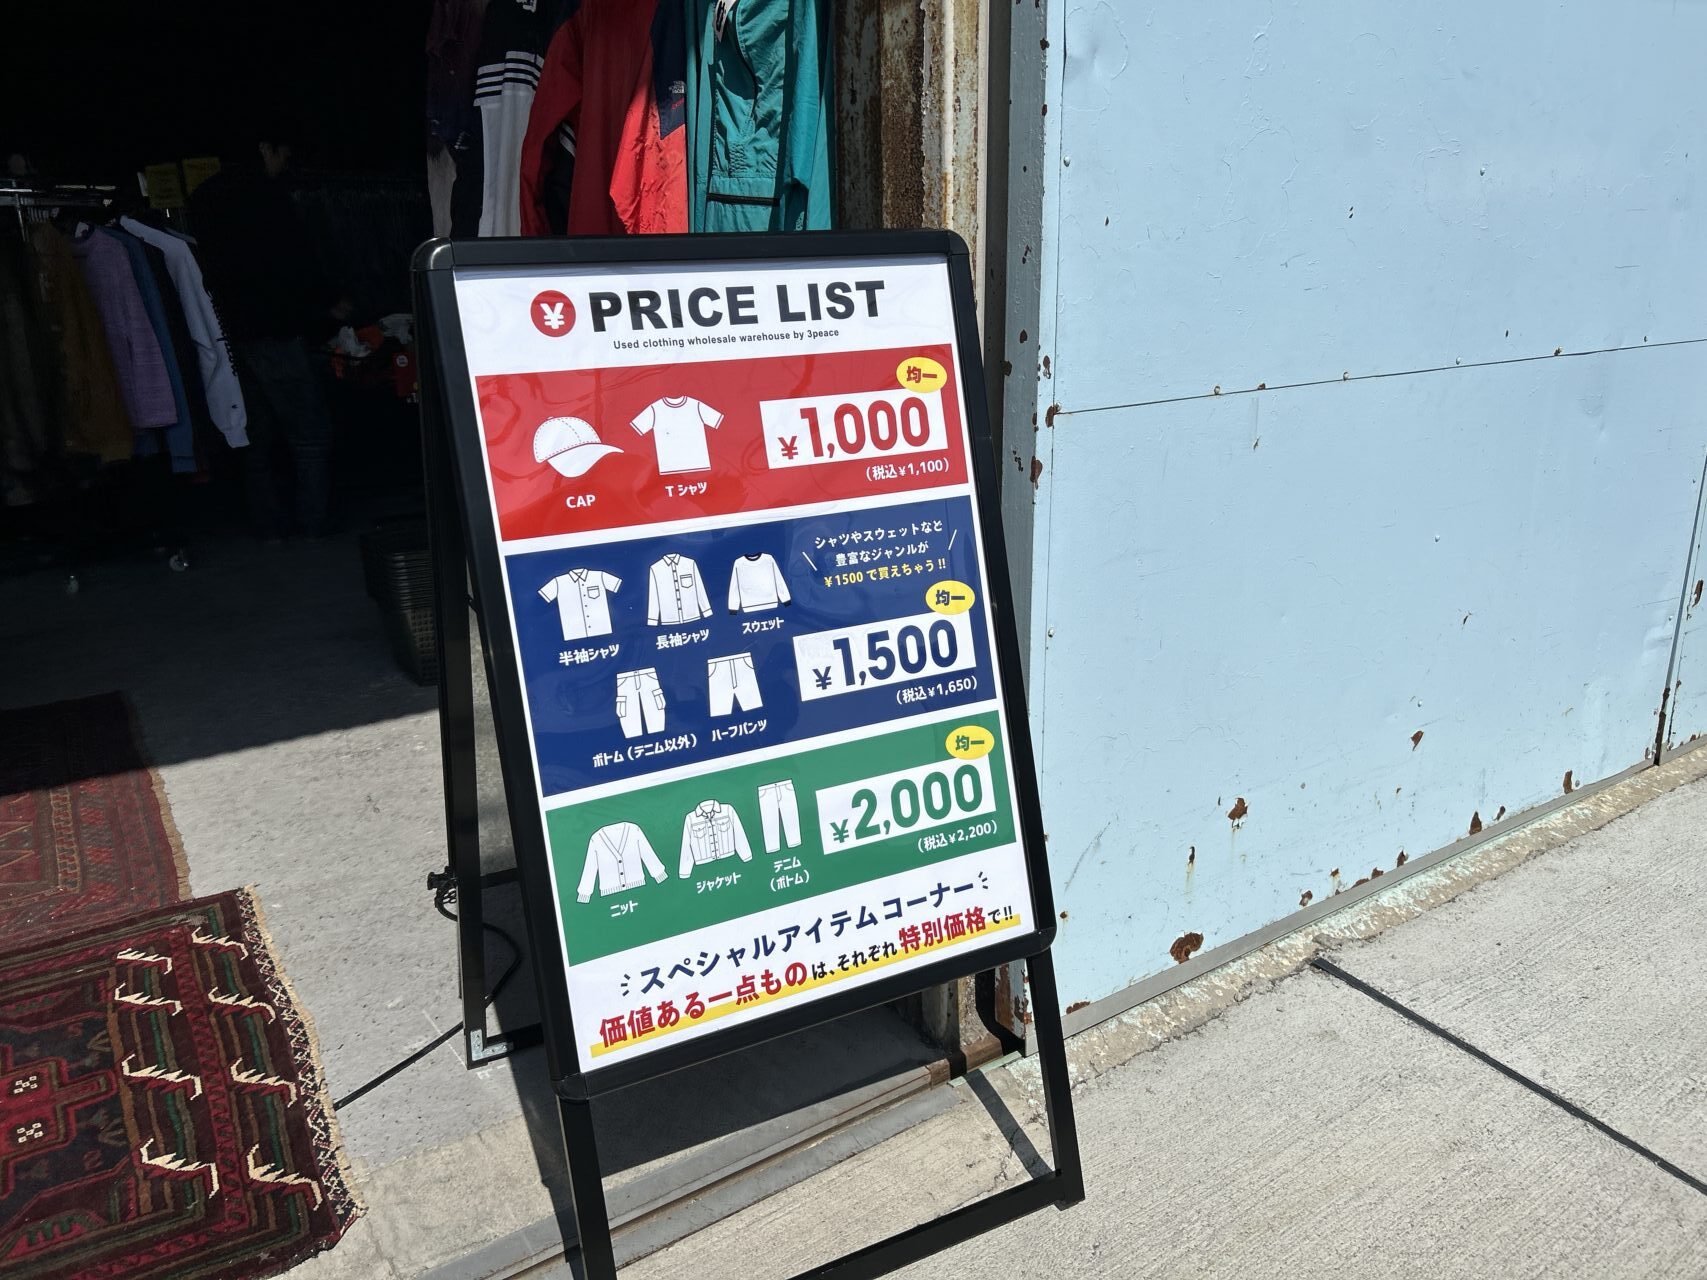 ¥ PRICE LIST
Used clothing wholesale warehouse by 3peace
均一
¥1,000
(税込¥1,100)
CAP
Tシャツ
シャツやスウェットなど
豊富なジャンルが
¥1500で買えちゃう!!
均一
¥1,500
(税込¥1,650)
半袖シャツ
長袖シャツ
スウェット
ボトム(デニム以外)
ハーフパンツ
均一
¥2,000
(税込¥2,200)
ニット
ジャケット
デニム
(ボトム)
スペシャルアイテムコーナー
価値ある一点ものは、それぞれ特別価格で!!